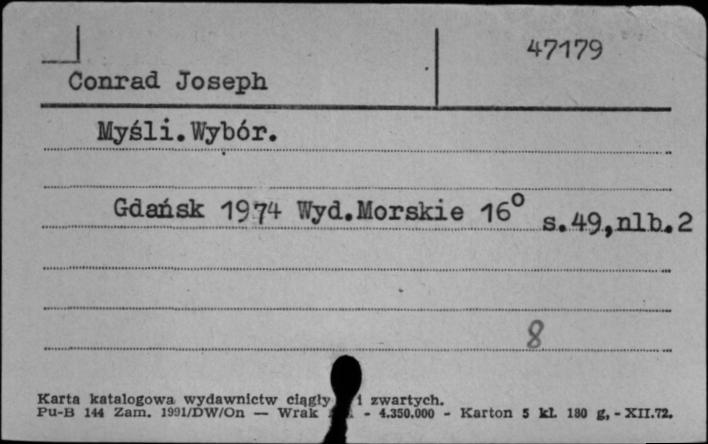 47179
Conrad Joseph
Myśli.Wybór.
Gdańsk 1974 Wyd.Morskie 16° s.49,nlb.2
8
Karta katalogowa wydawnictw ciągły i zwartych.
Pu-B 144 Zam. 1991/DW/On — Wrak - 4.350.000 - Karton 5 kl. 180 g, - XII.72.